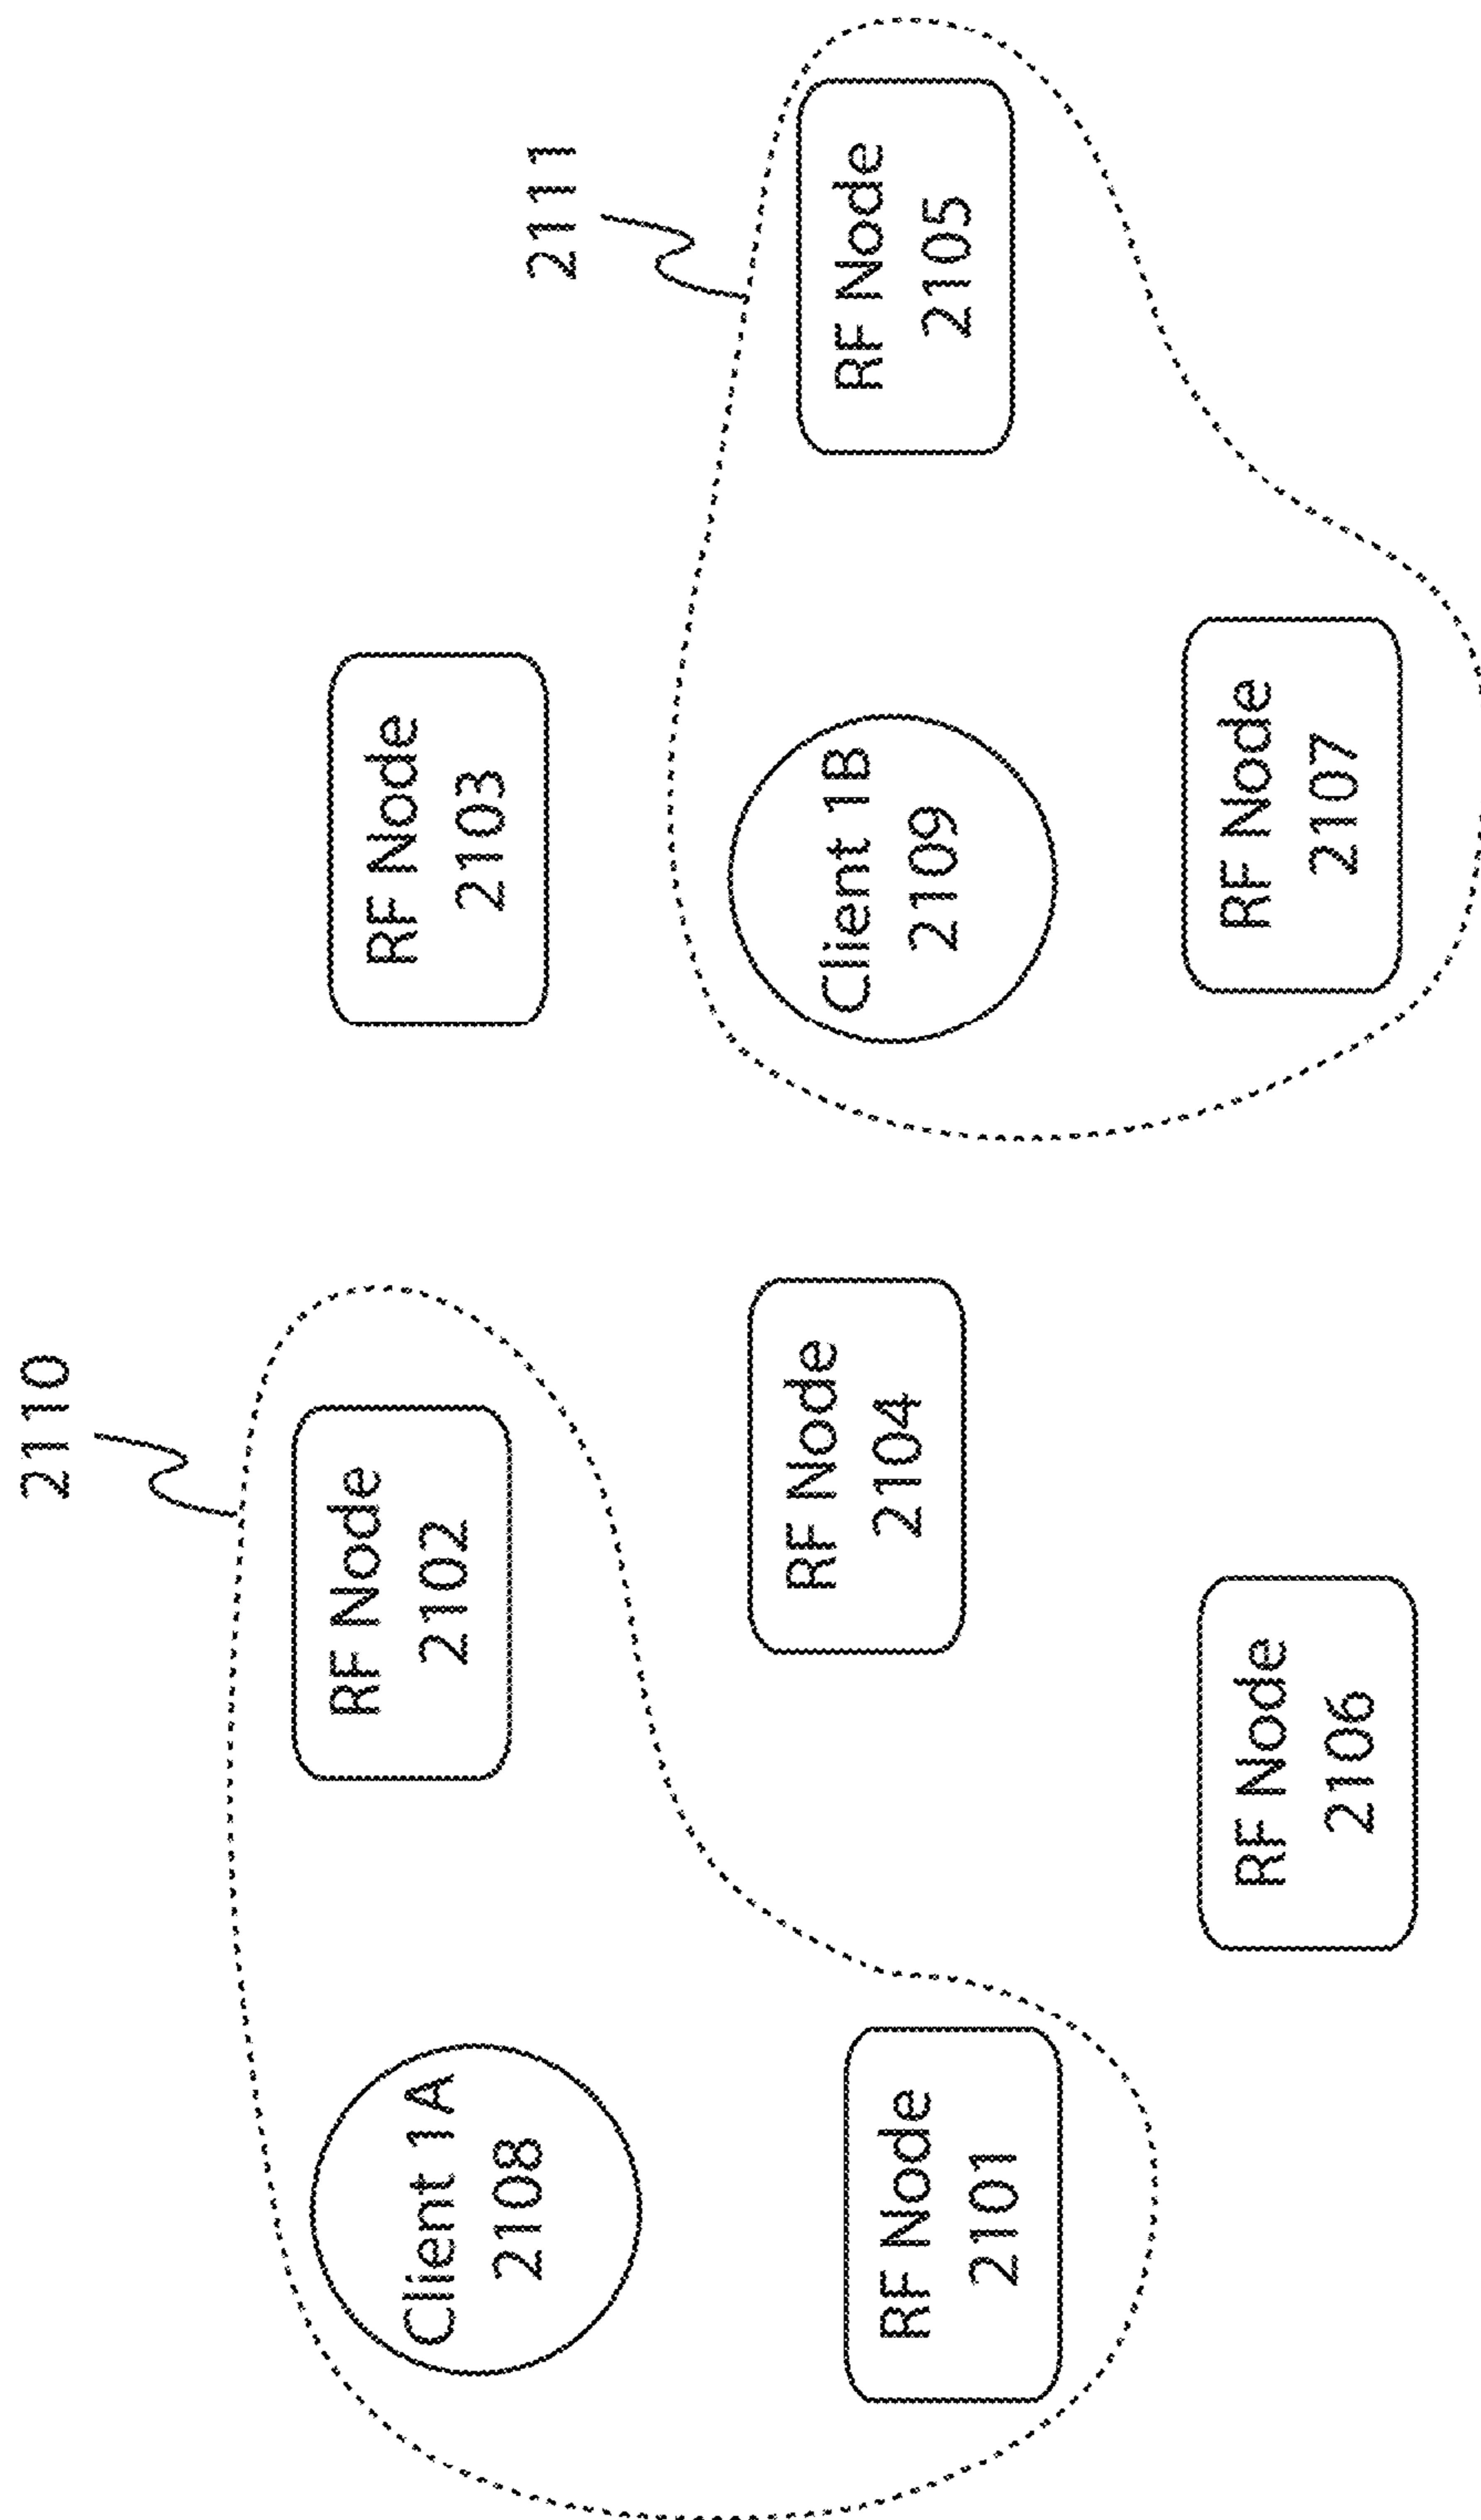 2110
2111
RF Node
2102
RF Node
2103
Client 1A
2108
RF Node
2104
Client 1B
2109
RF Node
2105
RF Node
2101
RF Node
2106
RF Node
2107